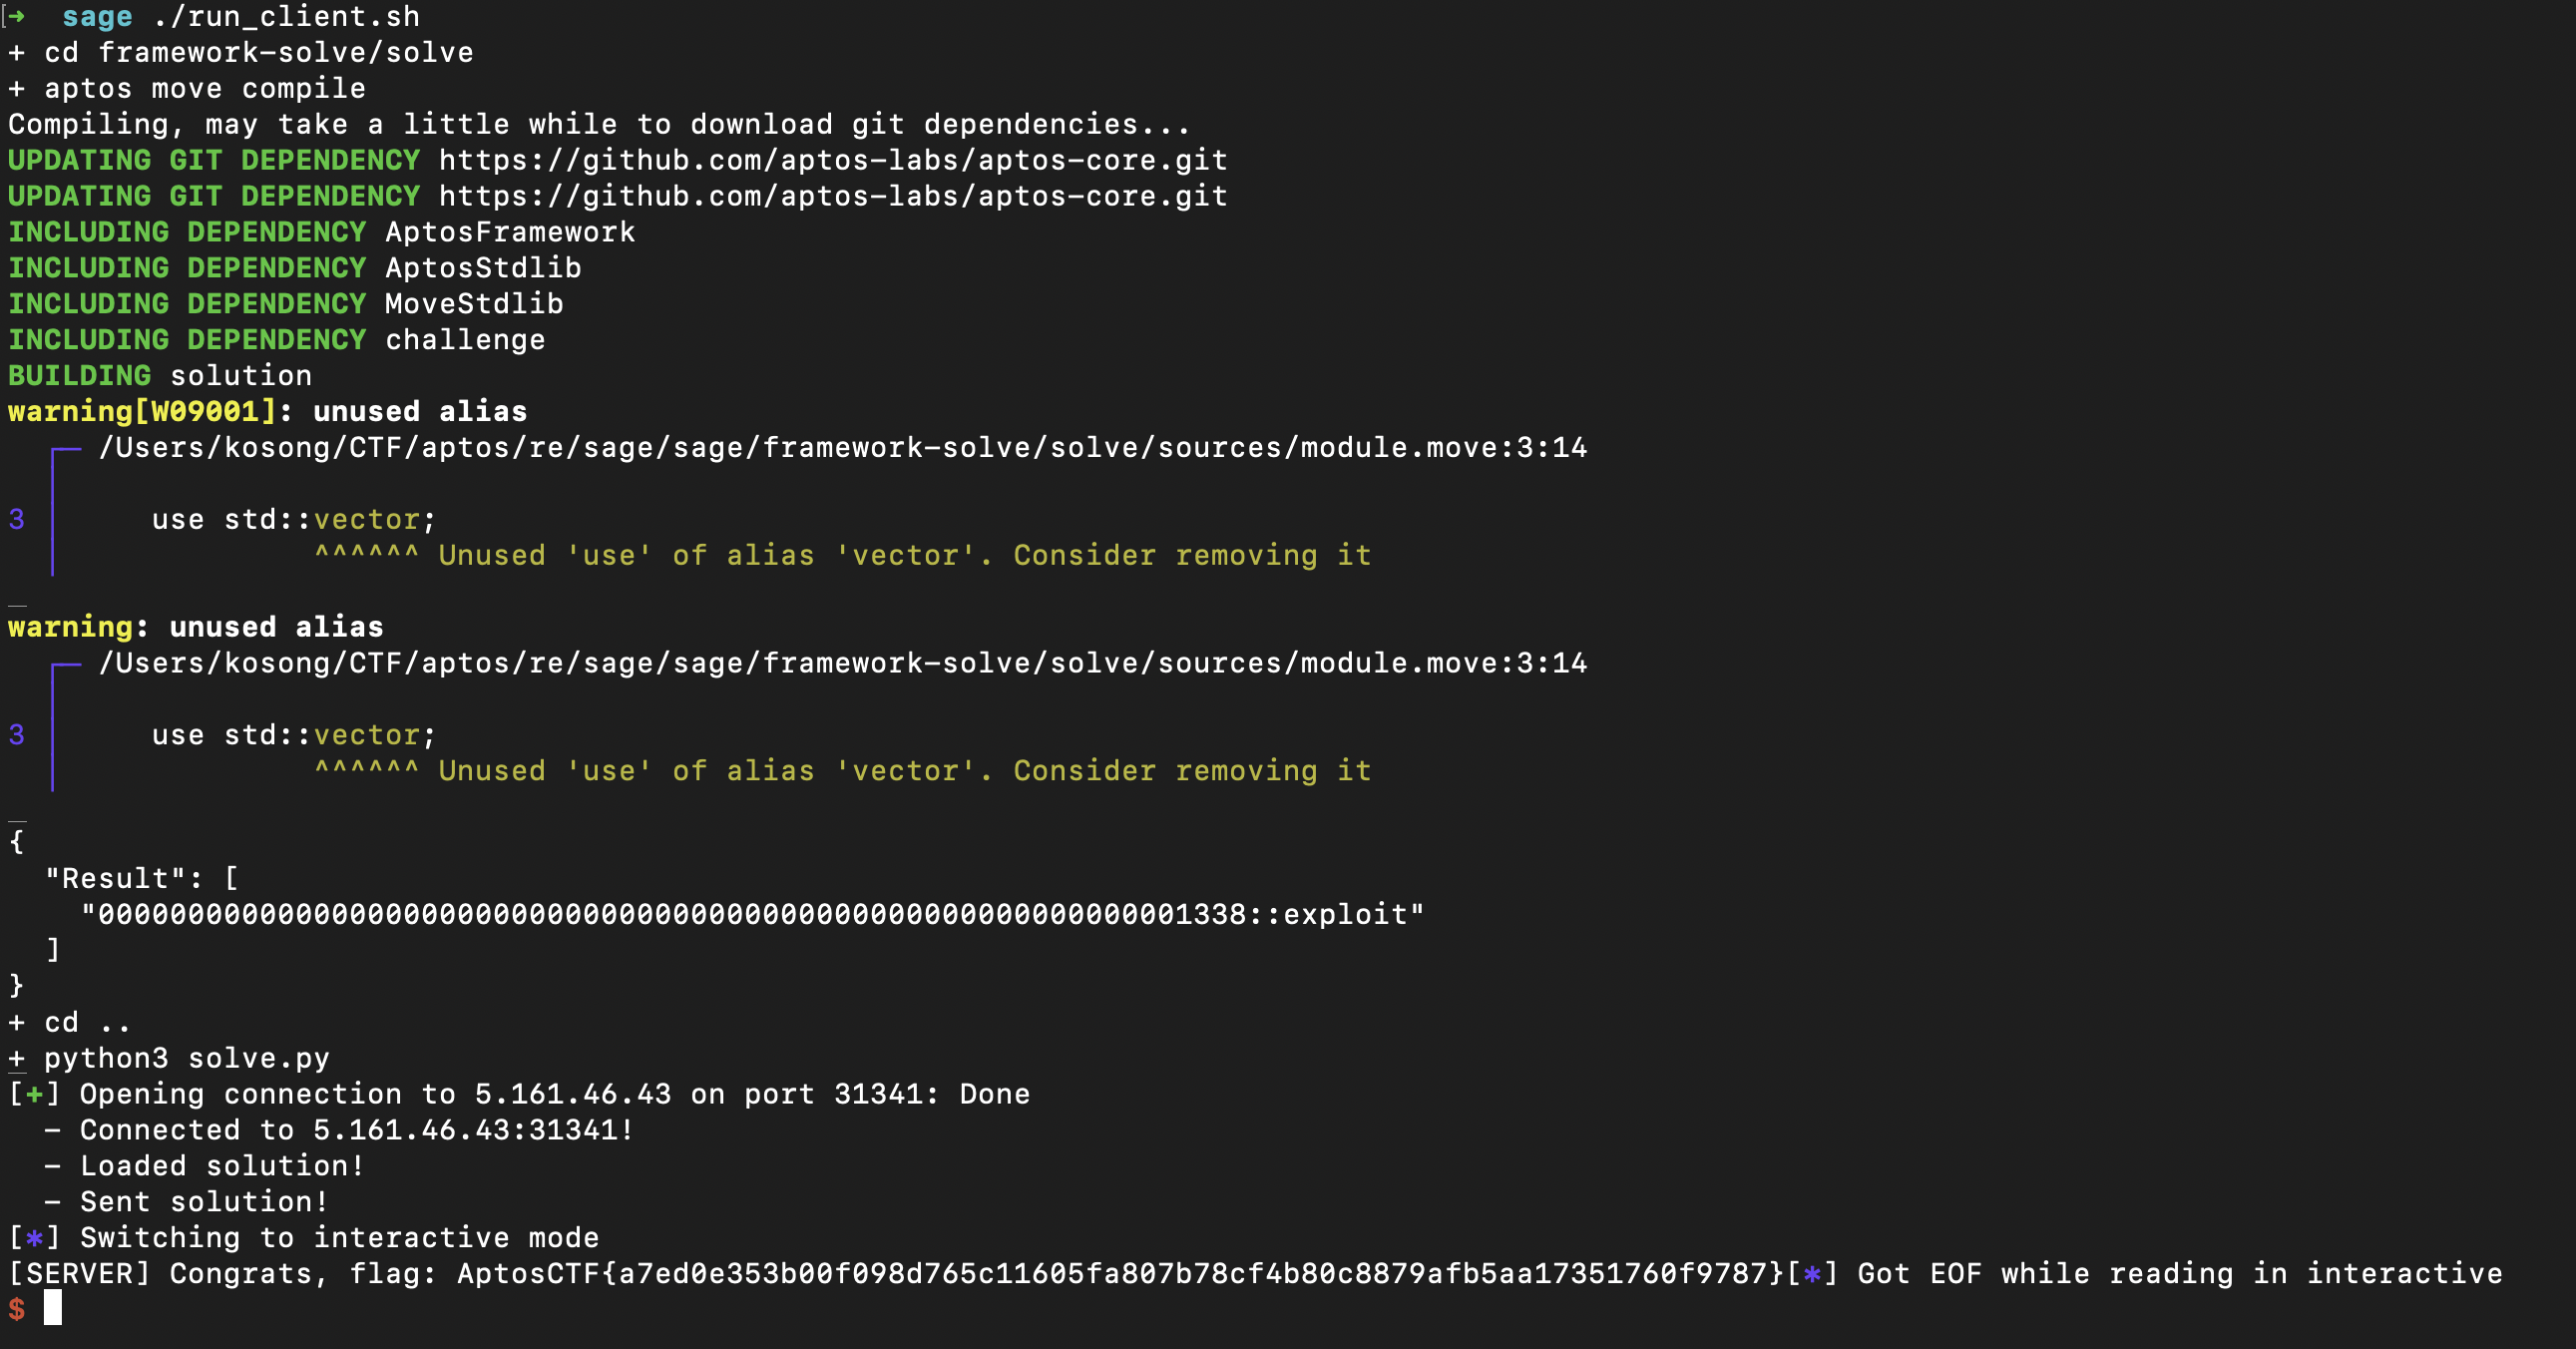 [→  sage ./run_client.sh
+ cd framework-solve/solve
+ aptos move compile
Compiling, may take a little while to download git dependencies...
UPDATING GIT DEPENDENCY https://github.com/aptos-labs/aptos-core.git
UPDATING GIT DEPENDENCY https://github.com/aptos-labs/aptos-core.git
INCLUDING DEPENDENCY AptosFramework
INCLUDING DEPENDENCY AptosStdlib
INCLUDING DEPENDENCY MoveStdlib
INCLUDING DEPENDENCY challenge
BUILDING solution
warning[W09001]: unused alias
  ┌─ /Users/kosong/CTF/aptos/re/sage/sage/framework-solve/solve/sources/module.move:3:14
  │
3 │     use std::vector;
  │              ^^^^^^ Unused 'use' of alias 'vector'. Consider removing it

warning: unused alias
  ┌─ /Users/kosong/CTF/aptos/re/sage/sage/framework-solve/solve/sources/module.move:3:14
  │
3 │     use std::vector;
  │              ^^^^^^ Unused 'use' of alias 'vector'. Consider removing it

{
  "Result": [
    "0000000000000000000000000000000000000000000000000000000000001338::exploit"
  ]
}
+ cd ..
+ python3 solve.py
[+] Opening connection to 5.161.46.43 on port 31341: Done
  - Connected to 5.161.46.43:31341!
  - Loaded solution!
  - Sent solution!
[*] Switching to interactive mode
[SERVER] Congrats, flag: AptosCTF{a7ed0e353b00f098d765c11605fa807b78cf4b80c8879afb5aa17351760f9787}[*] Got EOF while reading in interactive
$